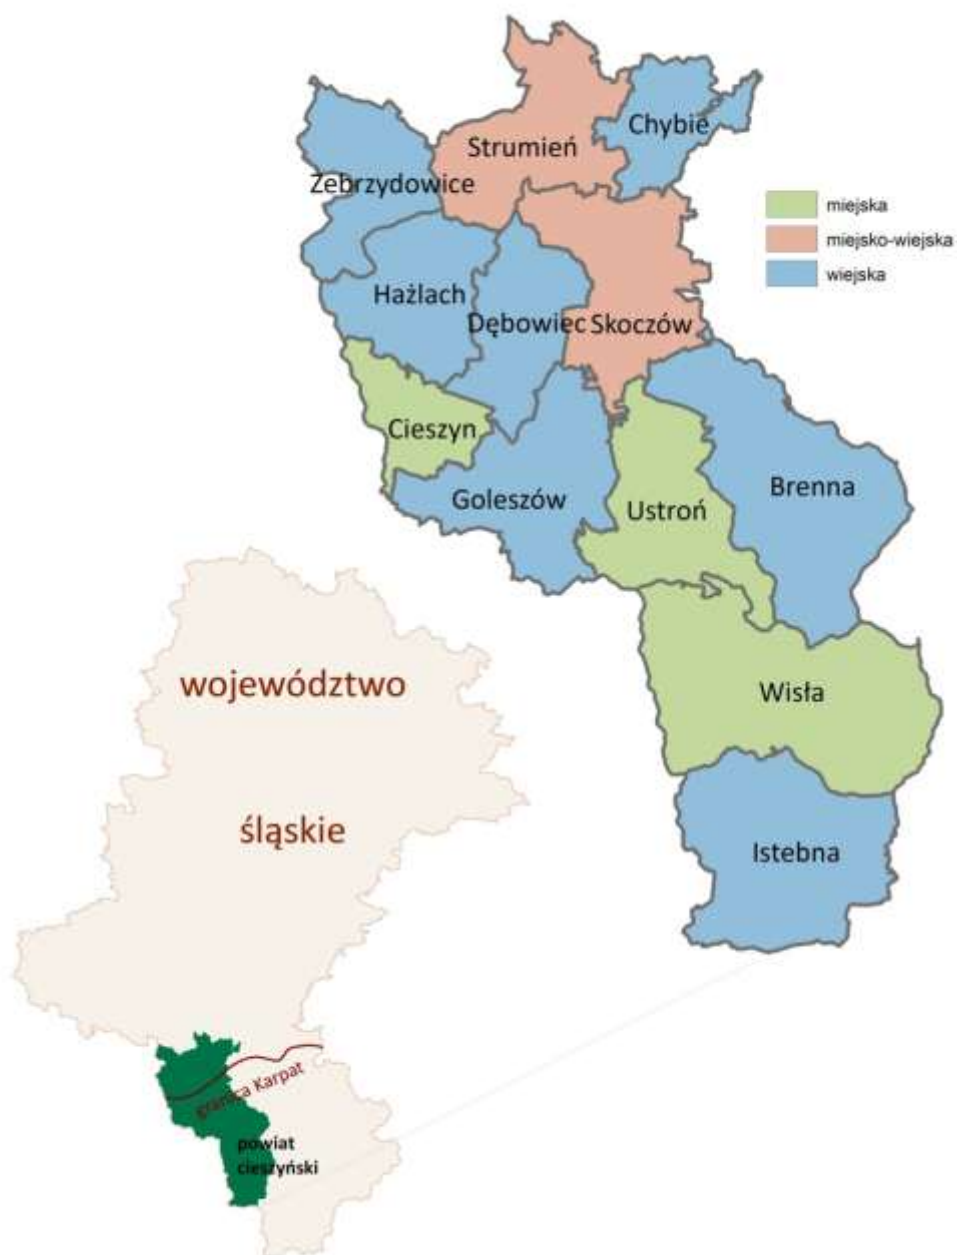 Strumień
Chybie
Zebrzydowice
miejska
miejsko-wiejska
wiejska
Hażlach
Dębowiec
Skoczów
Cieszyn
Goleszów
Ustroń
Brenna
Wisła
Istebna
województwo
śląskie
granica Karpat
powiat
cieszyński